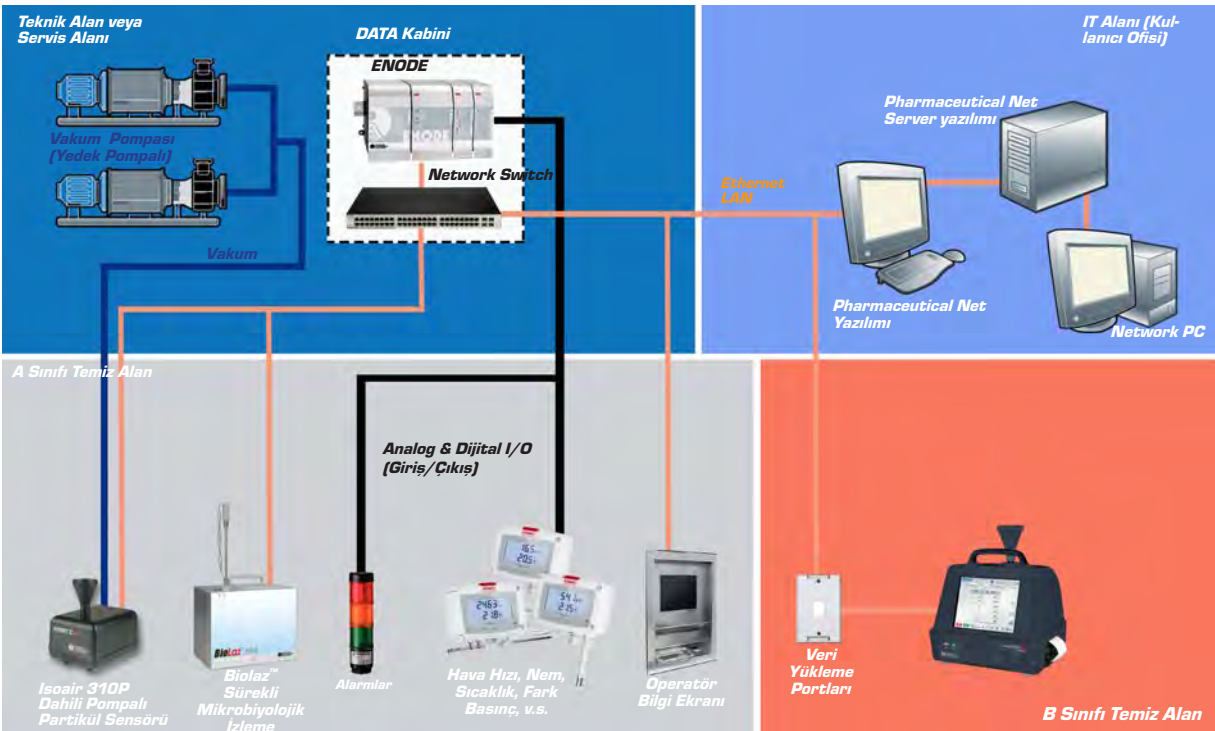 Teknik Alan veya
Servis Alanı
DATA Kabini
ENODE
ENODE
Network Switch
Vakum Pompası
(Yedek Pompalı)
Vakum
IT Alanı (Kul-
lanıcı Ofisi)
Pharmaceutical Net
Server yazılımı
Ethernet
LAN
Pharmaceutical Net
Yazılımı
Network PC
A Sınıfı Temiz Alan
Analog & Dijital I/O
(Giriş/Çıkış)
Isoair 310P
Dahili Pompalı
Partikül Sensörü
BioLaz
Biolaz™
Sürekli
Mikrobiyolojik
İzleme
Alarmlar
Hava Hızı, Nem,
Sıcaklık, Fark
Basınç, v.s.
Operatör
Bilgi Ekranı
Veri
Yükleme
Portları
B Sınıfı Temiz Alan